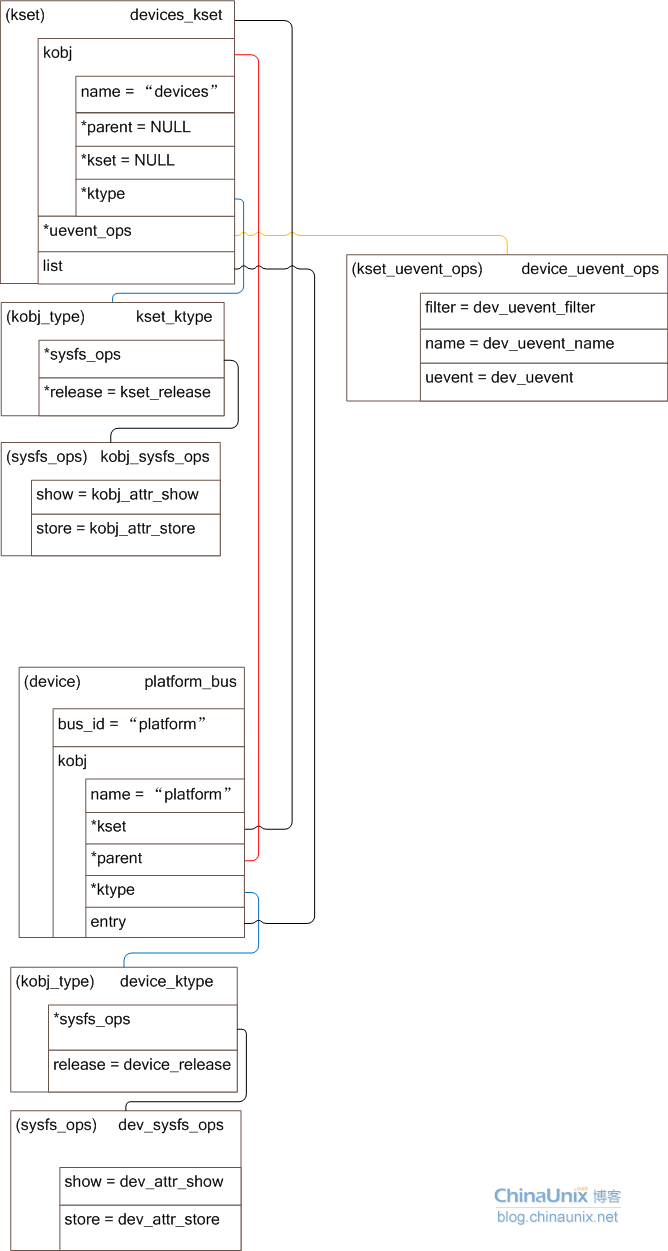 (kset) devices_kset
kobj
name = “devices”
*parent = NULL
*kset = NULL
*ktype
*uevent_ops
list
(kset_uevent_ops) device_uevent_ops
filter = dev_uevent_filter
name = dev_uevent_name
uevent = dev_uevent
(kobj_type) kset_ktype
*sysfs_ops
*release = kset_release
(sysfs_ops) kobj_sysfs_ops
show = kobj_attr_show
store = kobj_attr_store
(device) platform_bus
bus_id = “platform”
kobj
name = “platform”
*kset
*parent
*ktype
entry
(kobj_type) device_ktype
*sysfs_ops
release = device_release
(sysfs_ops) dev_sysfs_ops
show = dev_attr_show
store = dev_attr_store
ChinaUnix.net 博客
blog.chinaunix.net